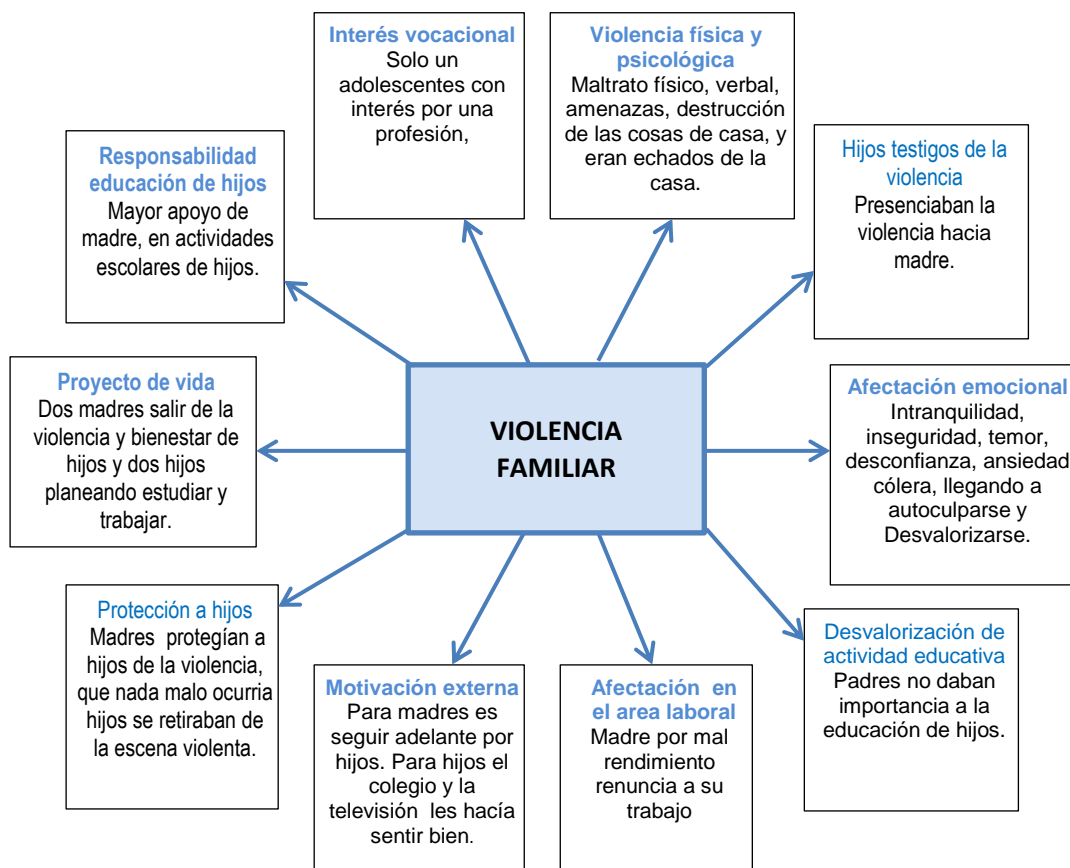 Interés vocacional
Solo un
adolescentes con
interés por una
profesión,
Violencia física y
psicológica
Maltrato físico, verbal,
amenazas, destrucción
de las cosas de casa, y
eran echados de la
casa.
Responsabilidad
educación de hijos
Mayor apoyo de
madre, en actividades
escolares de hijos.
Hijos testigos de la
violencia
Presenciaban la
violencia hacia
madre.
Proyecto de vida
Dos madres salir de la
violencia y bienestar de
hijos y dos hijos
planeando estudiar y
trabajar.
VIOLENCIA
FAMILIAR
Afectación emocional
Intranquilidad,
inseguridad, temor,
desconfianza, ansiedad
cólera, llegando a
autoculparse y
Desvalorizarse.
Protección a hijos
Madres protegían a
hijos de la violencia,
que nada malo ocurria
hijos se retiraban de
la escena violenta.
Motivación externa
Para madres es
seguir adelante por
hijos. Para hijos el
colegio y la
televisión les hacía
sentir bien.
Afectación en
el area laboral
Madre por mal
rendimiento
renuncia a su
trabajo
Desvalorización de
actividad educativa
Padres no daban
importancia a la
educación de hijos.